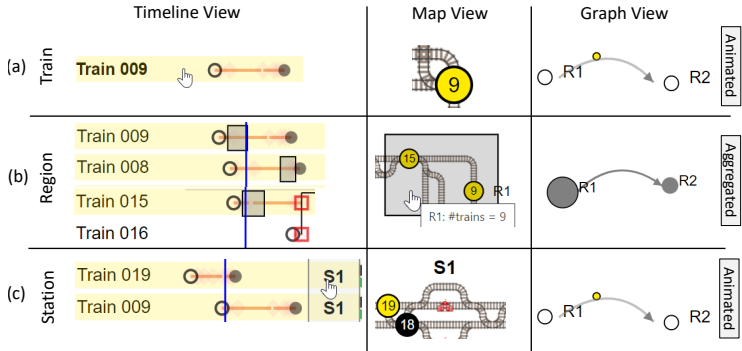 Timeline View Map View Graph View
(a) Train Train 009 9 R1 R2 Animated
(b) Region Train 009 15 9 R1 R1 R2 Aggregated
Train 008
Train 015 R1: #trains = 9
Train 016
(c) Station Train 019 S1 S1 19 18 R1 R2 Animated
Train 009 S1